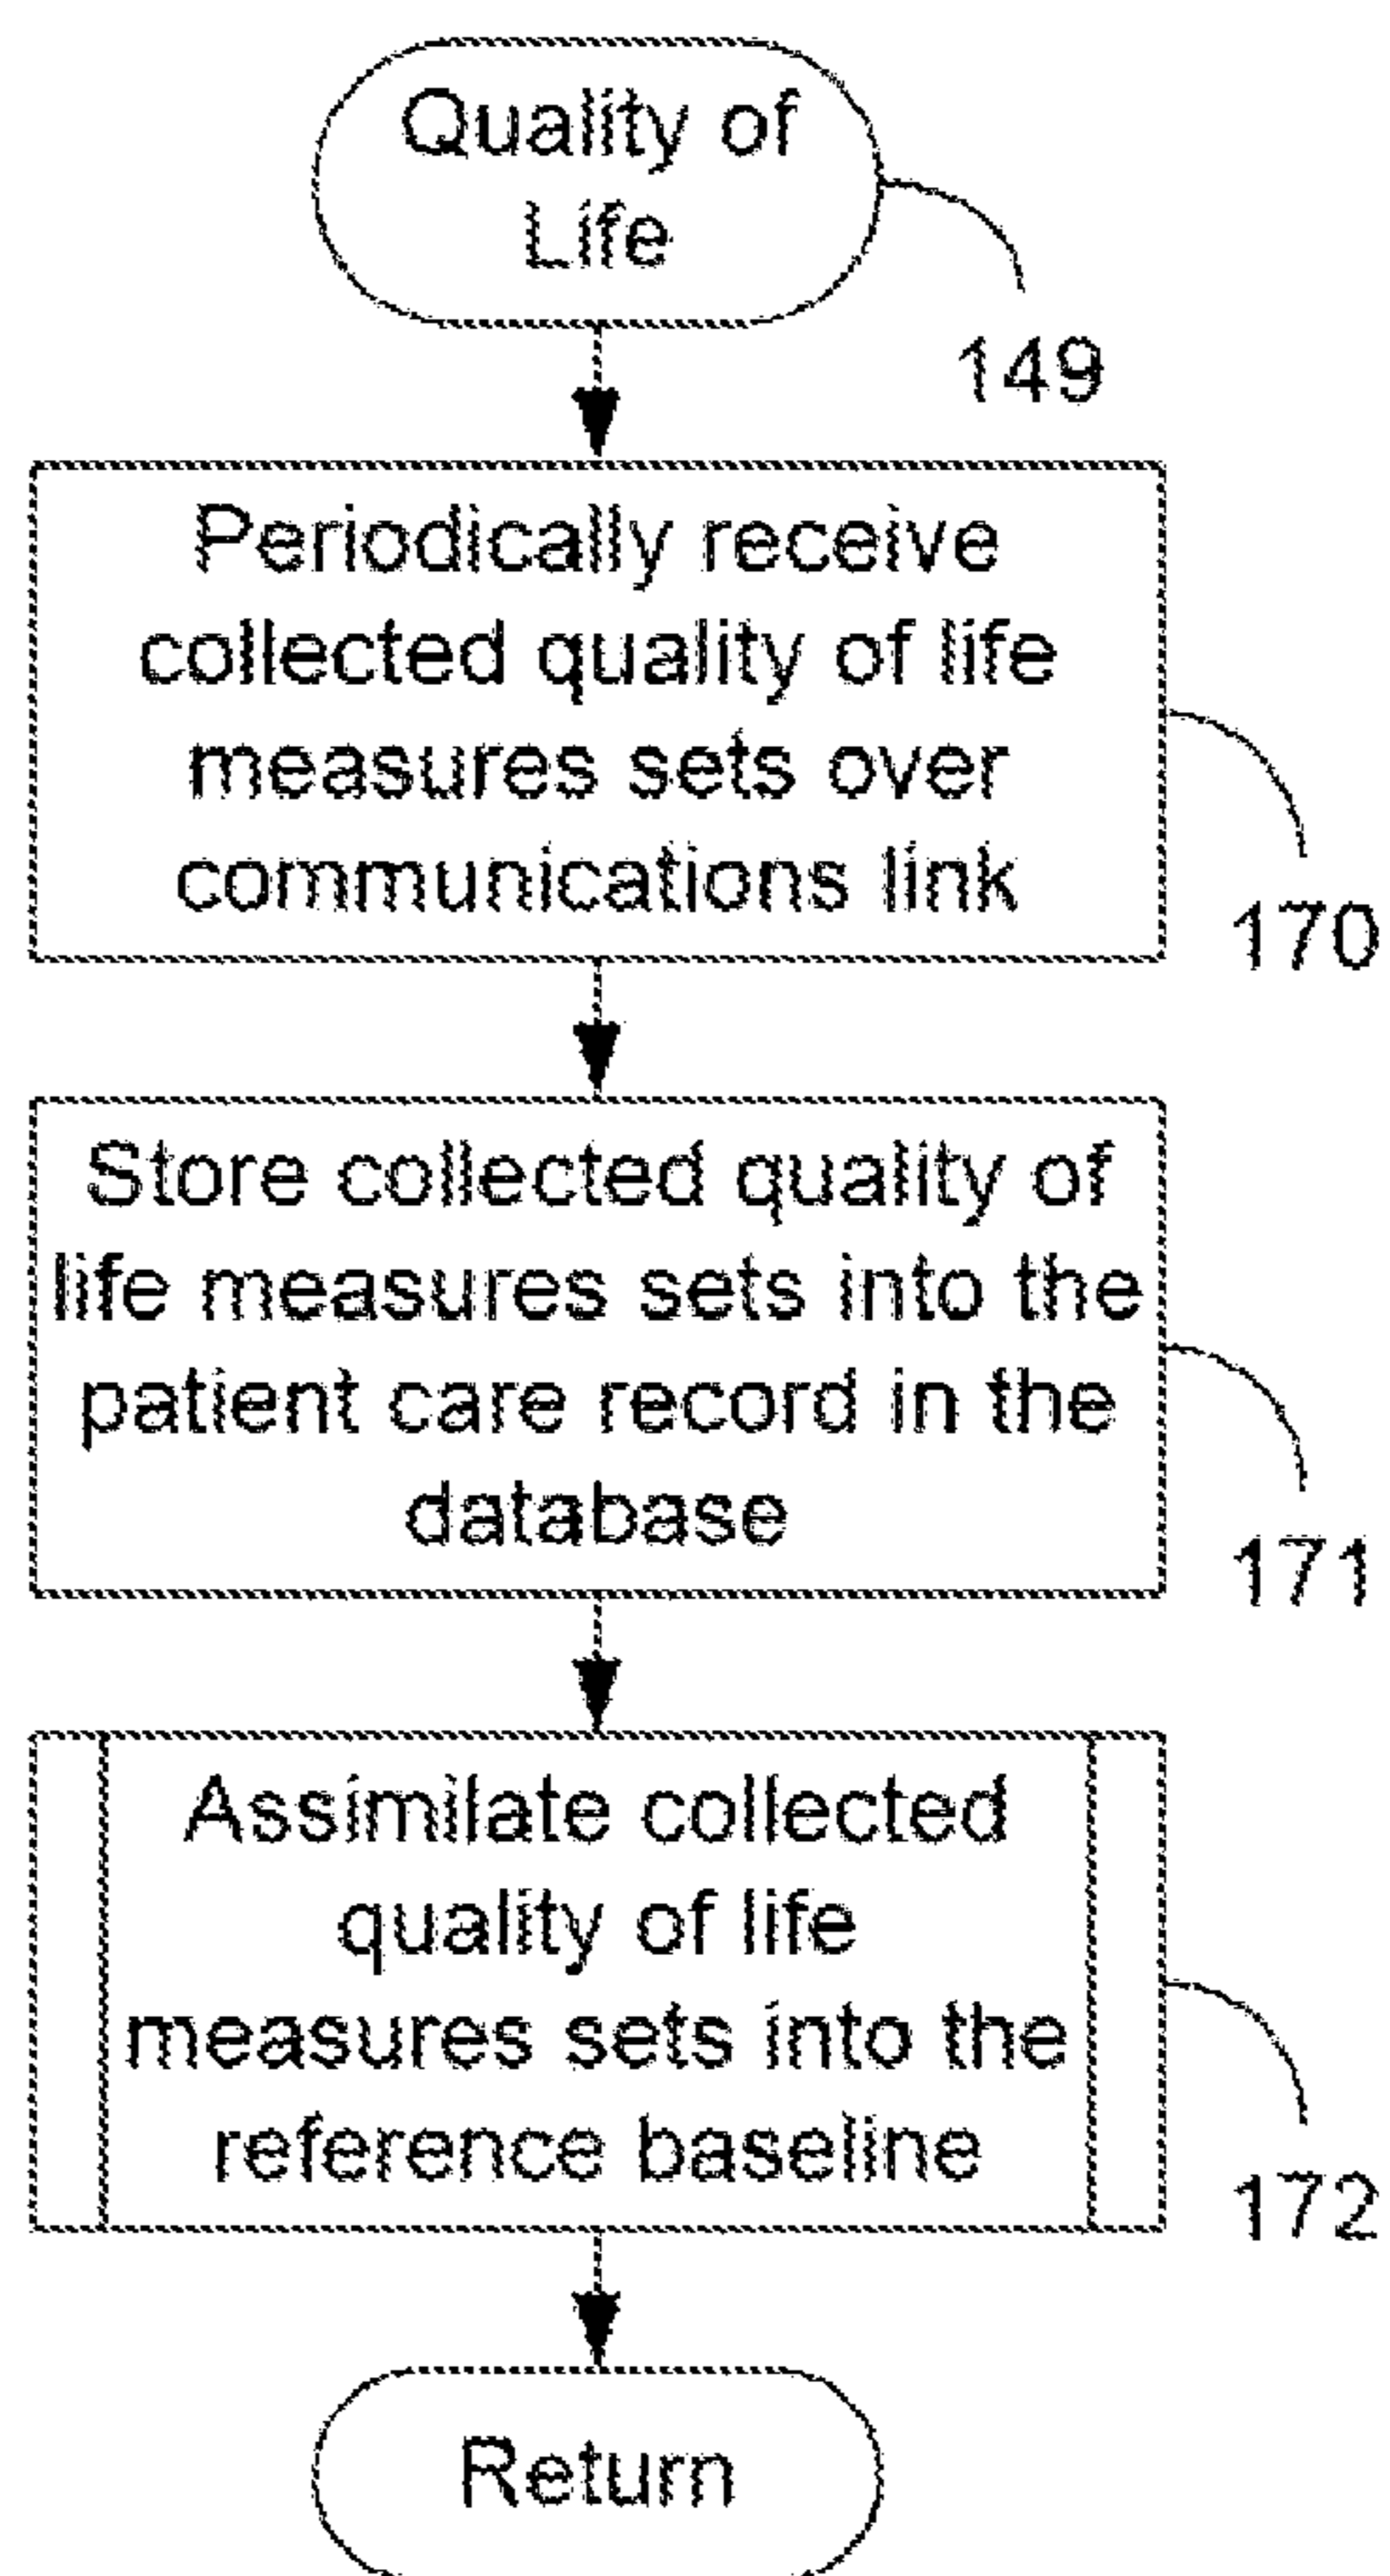 Quality of
Life
149
Periodically receive
collected quality of life
measures sets over
communications link
170
Store collected quality of
life measures sets into the
patient care record in the
database
171
Assimilate collected
quality of life
measures sets into the
reference baseline
172
Return